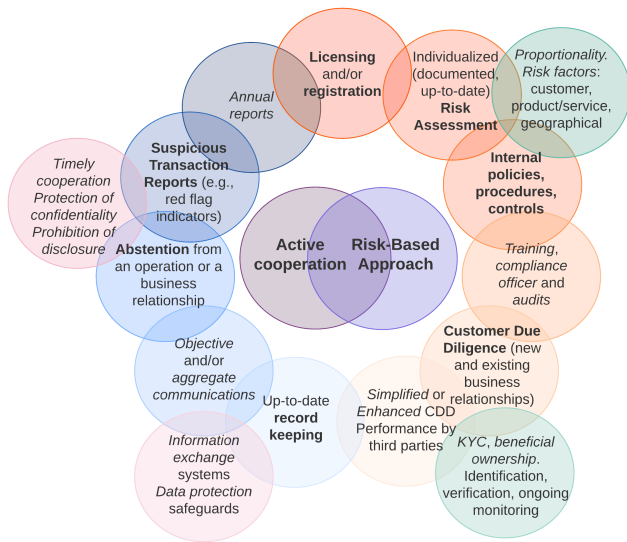 Licensing
and/or
registration
Individualized
(documented,
up-to-date)
Risk
Assessment
Proportionality.
Risk factors:
customer,
product/service,
geographical
Internal
policies,
procedures,
controls
Training,
compliance
officer and
audits
Customer Due
Diligence (new
and existing
business
relationships)
KYC, beneficial
ownership.
Identification,
verification, ongoing
monitoring
Simplified or
Enhanced CDD
Performance by
third parties
Up-to-date
record
keeping
Information
exchange
systems
Data protection
safeguards
Objective
and/or
aggregate
communications
Abstention from
an operation or a
business
relationship
Timely
cooperation
Protection of
confidentiality
Prohibition of
disclosure
Suspicious
Transaction
Reports (e.g.,
red flag
indicators)
Annual
reports
Active
cooperation
Risk-Based
Approach